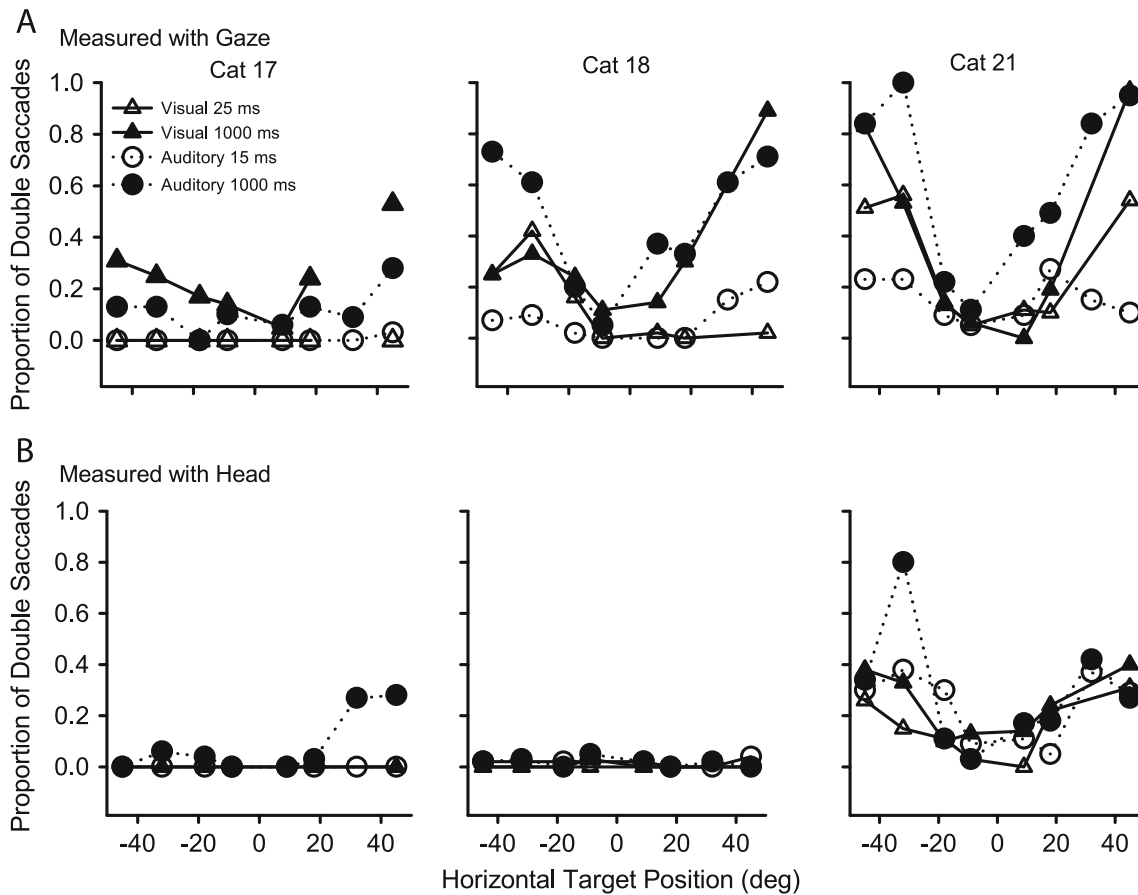 A
Measured with Gaze
Cat 17
Cat 18
Cat 21
Proportion of Double Saccades
1.0
0.8
0.6
0.4
0.2
0.0
Visual 25 ms
Visual 1000 ms
Auditory 15 ms
Auditory 1000 ms
B
Measured with Head
Proportion of Double Saccades
1.0
0.8
0.6
0.4
0.2
0.0
-40 -20 0 20 40
-40 -20 0 20 40
-40 -20 0 20 40
Horizontal Target Position (deg)